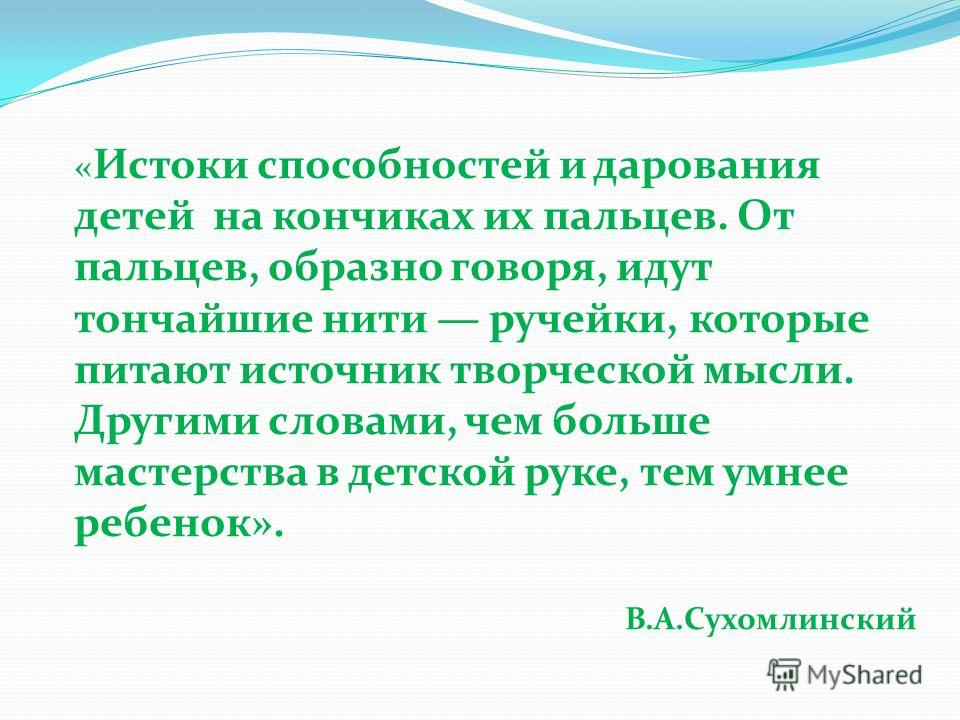 «Истоки способностей и дарования
детей на кончиках их пальцев. От
пальцев, образно говоря, идут
тончайшие нити — ручейки, которые
питают источник творческой мысли.
Другими словами, чем больше
мастерства в детской руке, тем умнее
ребенок».
В.А.Сухомлинский
MyShared